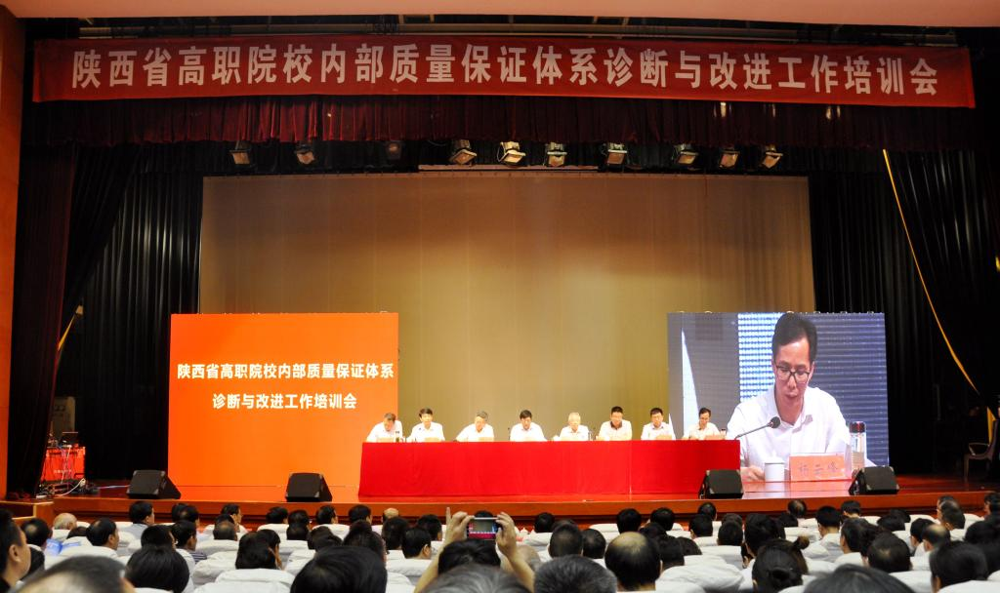 陕西省高职院校内部质量保证体系诊断与改进工作培训会
陕西省高职院校内部质量保证体系
诊断与改进工作培训会